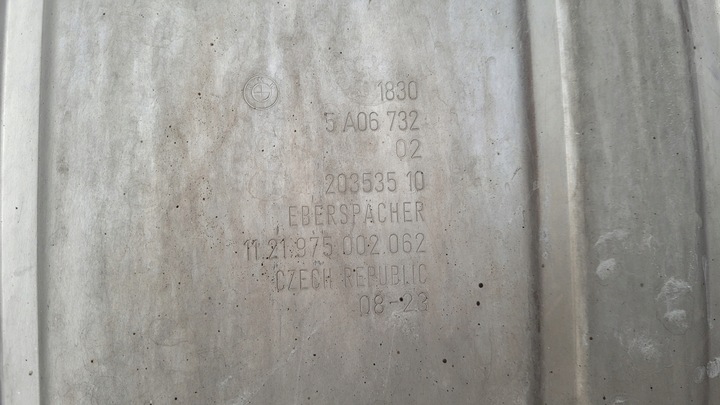 1830
5 A06 732
02
203535 10
EBERSPÄCHER
11.21.975.002.062
CZECH REPUBLIC
08-23